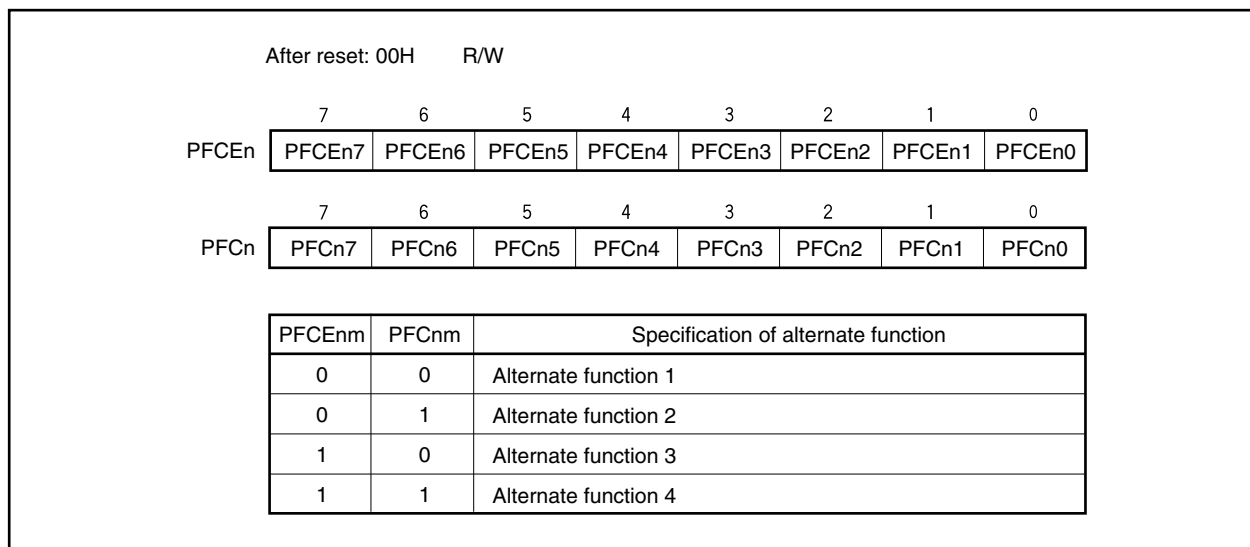 After reset: 00H R/W
7 6 5 4 3 2 1 0
PFCEn PFCEn7 PFCEn6 PFCEn5 PFCEn4 PFCEn3 PFCEn2 PFCEn1 PFCEn0
7 6 5 4 3 2 1 0
PFCn PFCn7 PFCn6 PFCn5 PFCn4 PFCn3 PFCn2 PFCn1 PFCn0
PFCEnm PFCnm Specification of alternate function
0 0 Alternate function 1
0 1 Alternate function 2
1 0 Alternate function 3
1 1 Alternate function 4